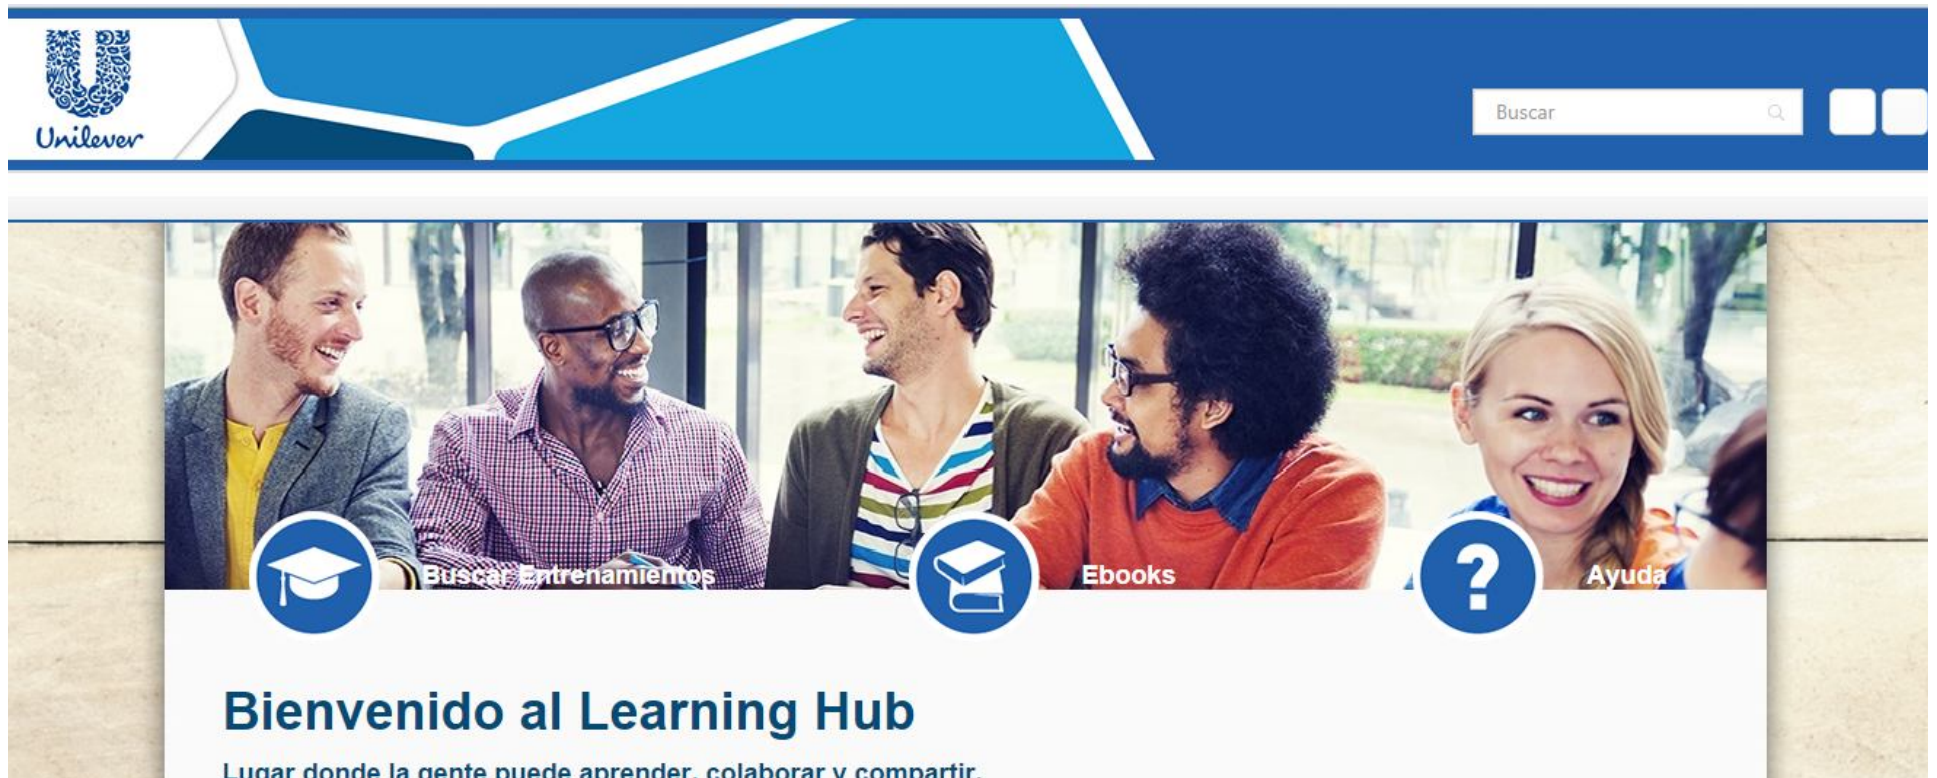 Unilever
Buscar
Buscar Entrenamientos
Ebooks
Ayuda
Bienvenido al Learning Hub
Lugar donde la gente puede aprender, colaborar y compartir.